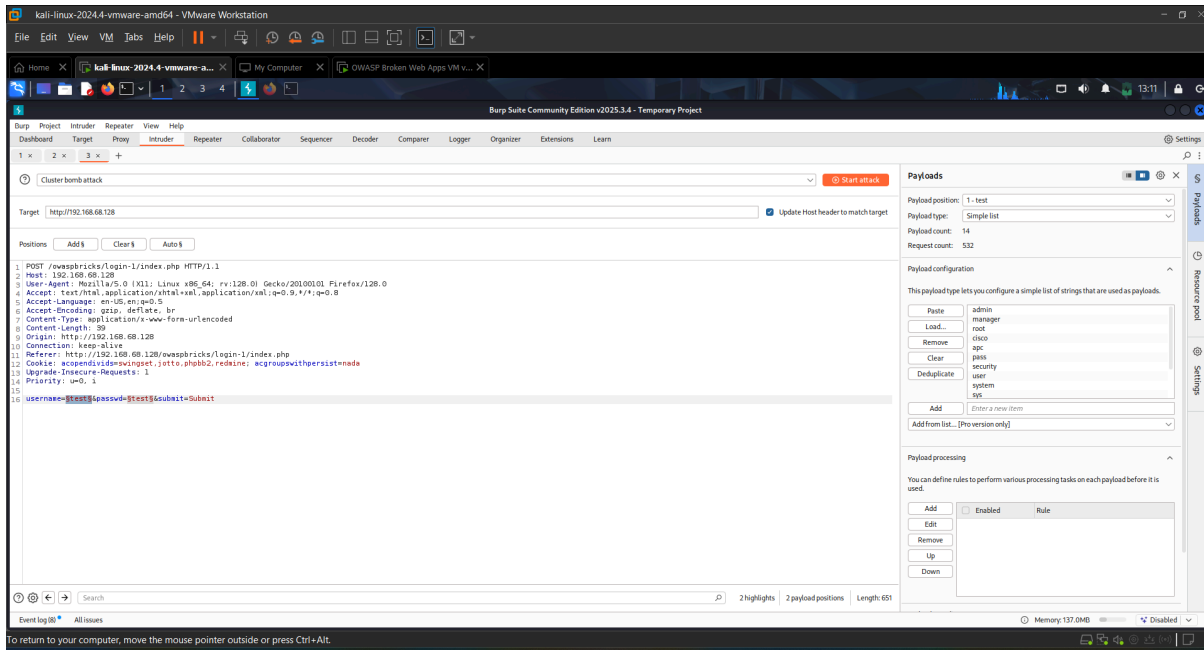 kali-linux-2024.4-vmware-amd64 - VMware Workstation
File Edit View VM Tabs Help
Home kali-linux-2024.4-vmware-a... My Computer OWASP Broken Web Apps VM v...
1 2 3 4 13:11
Burp Suite Community Edition v2025.3.4 - Temporary Project
Burp Project Intruder Repeater View Help
Dashboard Target Proxy Intruder Repeater Collaborator Sequencer Decoder Comparer Logger Organizer Extensions Learn Settings
1 × 2 × 3 × +
Cluster bomb attack Start attack
Target http://192.168.68.128 Update Host header to match target
Positions Add § Clear § Auto §
1 POST /owaspbricks/login-1/index.php HTTP/1.1
2 Host: 192.168.68.128
3 User-Agent: Mozilla/5.0 (X11; Linux x86_64; rv:128.0) Gecko/20100101 Firefox/128.0
4 Accept: text/html,application/xhtml+xml,application/xml;q=0.9,*/*;q=0.8
5 Accept-Language: en-US,en;q=0.5
6 Accept-Encoding: gzip, deflate, br
7 Content-Type: application/x-www-form-urlencoded
8 Content-Length: 39
9 Origin: http://192.168.68.128
10 Connection: keep-alive
11 Referer: http://192.168.68.128/owaspbricks/login-1/index.php
12 Cookie: acopendivids=swingset,jotto,phpbb2,redmine; acgroupswithpersist=nada
13 Upgrade-Insecure-Requests: 1
14 Priority: u=0, i
15
16 username=§test§&passwd=§test§&submit=Submit
Search 2 highlights 2 payload positions Length: 651
Payloads
Payload position: 1 - test
Payload type: Simple list
Payload count: 14
Request count: 532
Payload configuration
This payload type lets you configure a simple list of strings that are used as payloads.
Paste
Load...
Remove
Clear
Deduplicate
admin
manager
root
cisco
apc
pass
security
user
system
sys
Add Enter a new item
Add from list... [Pro version only]
Payload processing
You can define rules to perform various processing tasks on each payload before it is
used.
Add
Edit
Remove
Up
Down
Enabled Rule
Payloads
Resource pool
Settings
Event log (8) All issues Memory: 137.0MB Disabled
To return to your computer, move the mouse pointer outside or press Ctrl+Alt.